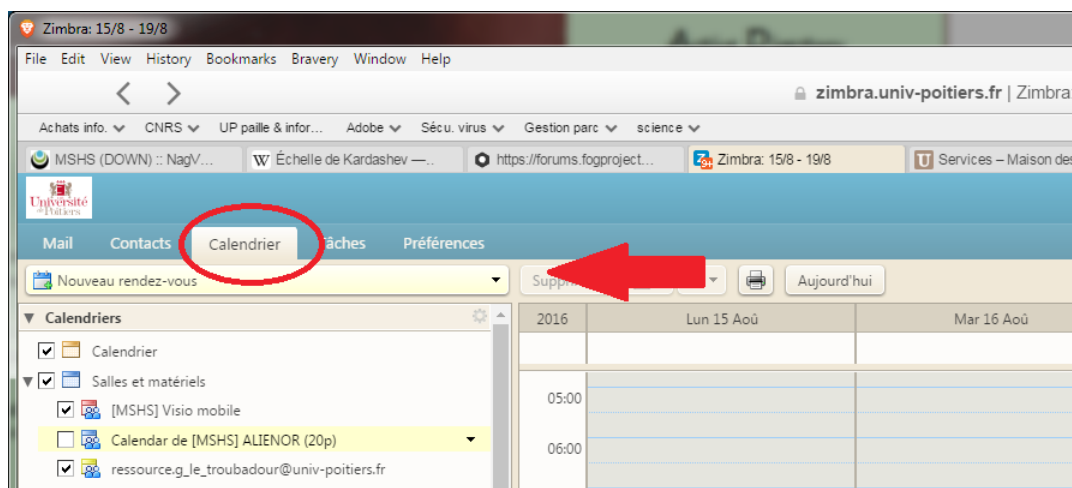 Zimbra: 15/8 - 19/8
File Edit View History Bookmarks Bravery Window Help
zimbra.univ-poitiers.fr | Zimbra:
Achats info. CNRS UP paille & infor... Adobe Sécu. virus Gestion parc science
MSHS (DOWN) :: NagV... Échelle de Kardashev —.. https://forums.fogproject... Zimbra: 15/8 - 19/8 Services – Maison des
Université
de Poitiers
Mail Contacts Calendrier Tâches Préférences
Nouveau rendez-vous Aujourd'hui
Calendriers 2016 Lun 15 Aoû Mar 16 Aoû
Calendrier
Salles et matériels
[MSHS] Visio mobile 05:00
Calendar de [MSHS] ALIENOR (20p) 06:00
ressource.g_le_troubadour@univ-poitiers.fr